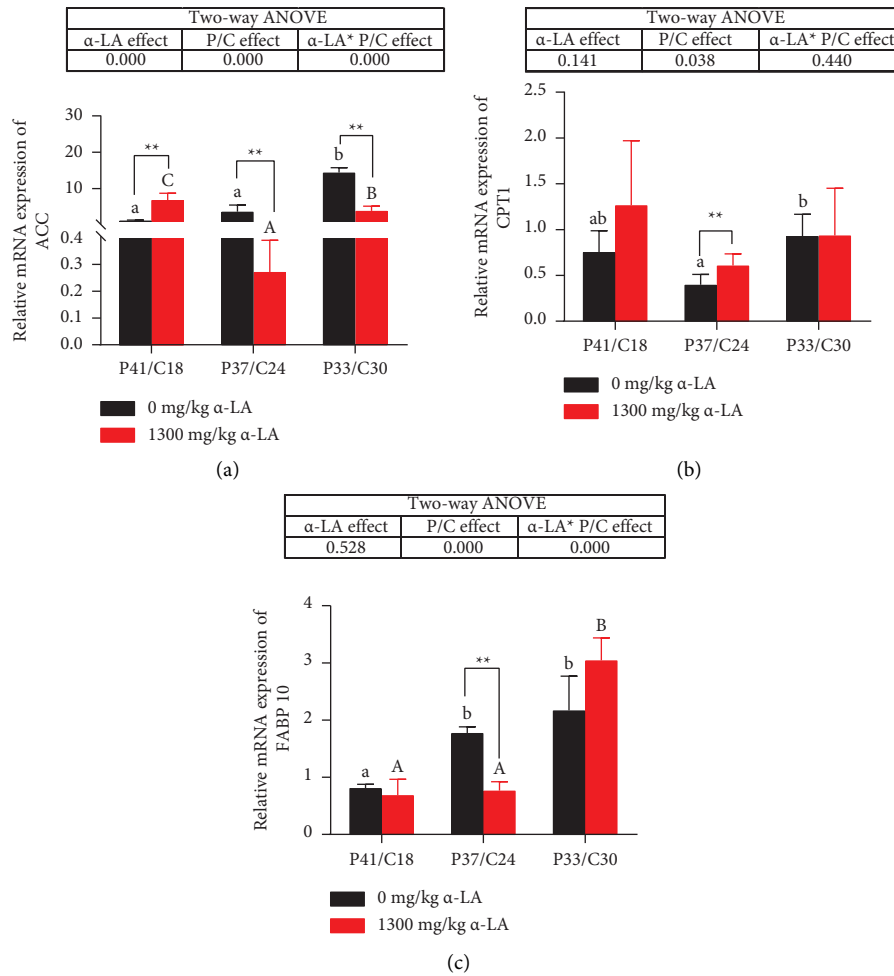 Two-way ANOVE
α-LA effect P/C effect α-LA* P/C effect
0.000 0.000 0.000
Relative mRNA expression of
ACC
30
20
10
0.4
0.3
0.2
0.1
0.0
** ** **
a C a A b B
P41/C18 P37/C24 P33/C30
0 mg/kg α-LA
1300 mg/kg α-LA
(a)
Two-way ANOVE
α-LA effect P/C effect α-LA* P/C effect
0.141 0.038 0.440
Relative mRNA expression of
CPT1
2.5
2.0
1.5
1.0
0.5
0.0
**
ab a b
P41/C18 P37/C24 P33/C30
0 mg/kg α-LA
1300 mg/kg α-LA
(b)
Two-way ANOVE
α-LA effect P/C effect α-LA* P/C effect
0.528 0.000 0.000
Relative mRNA expression of
FABP 10
4
3
2
1
0
**
a A b A b B
P41/C18 P37/C24 P33/C30
0 mg/kg α-LA
1300 mg/kg α-LA
(c)